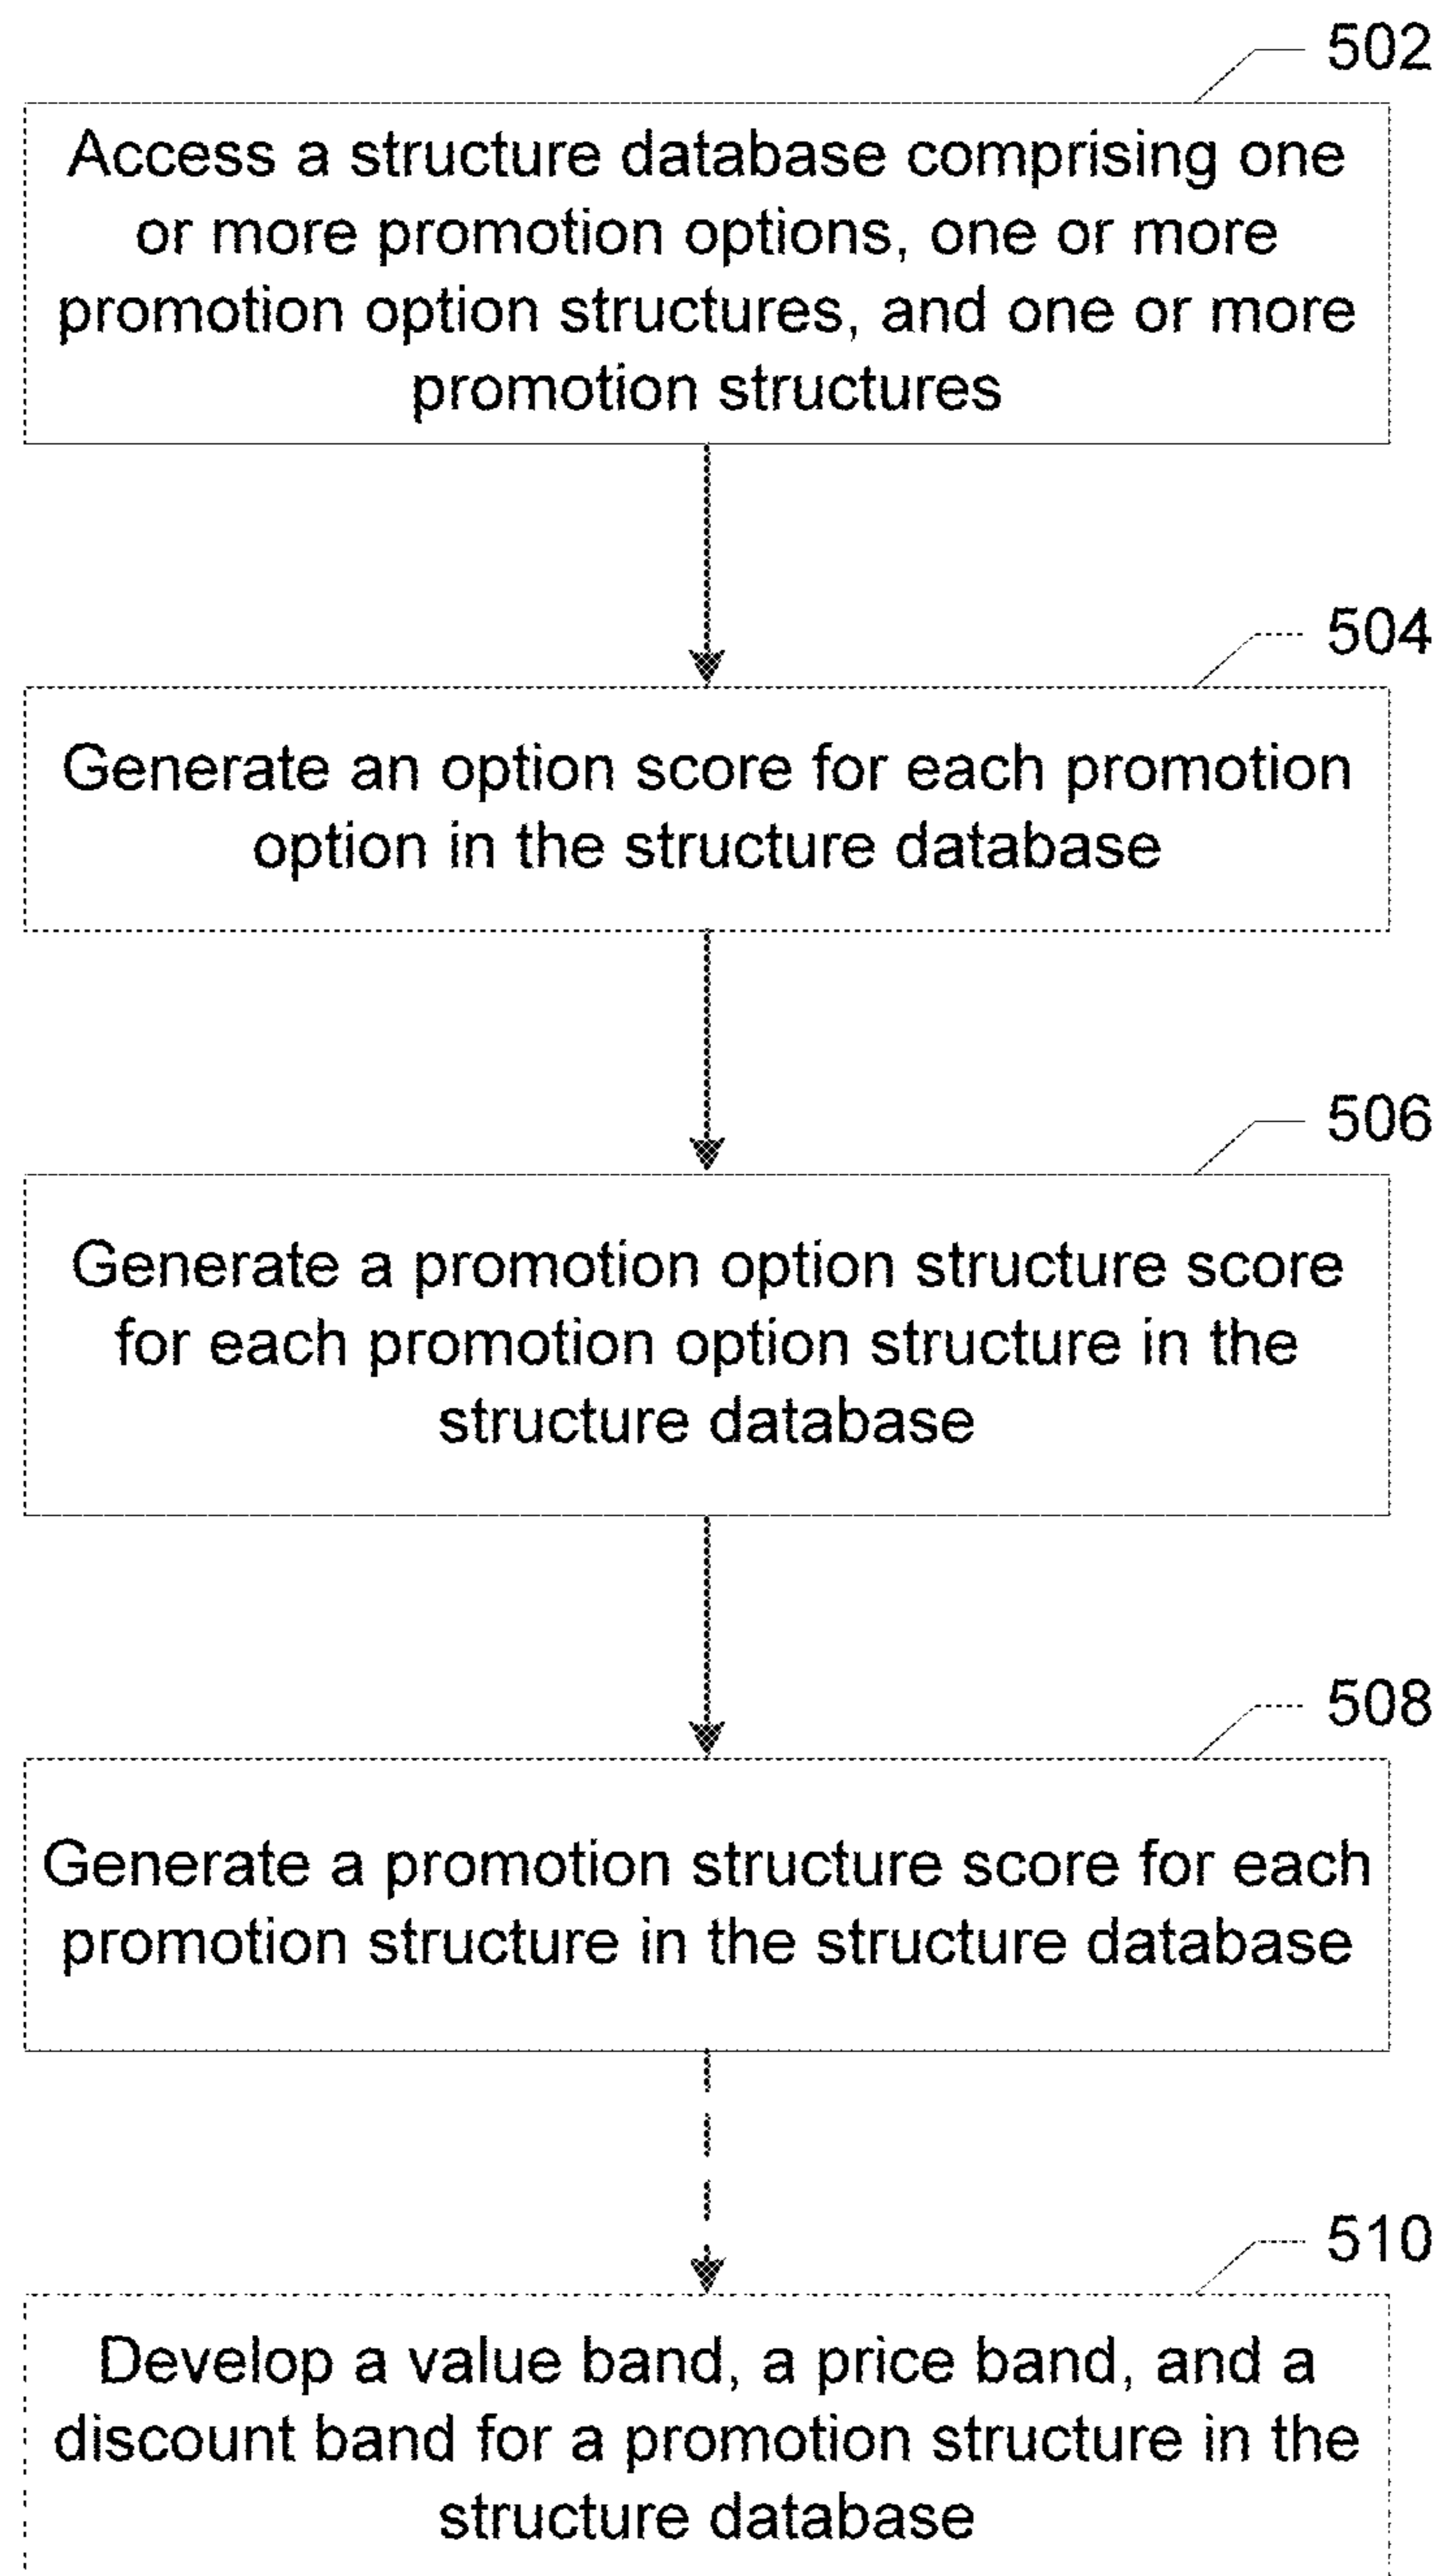 502
Access a structure database comprising one
or more promotion options, one or more
promotion option structures, and one or more
promotion structures
504
Generate an option score for each promotion
option in the structure database
506
Generate a promotion option structure score
for each promotion option structure in the
structure database
508
Generate a promotion structure score for each
promotion structure in the structure database
510
Develop a value band, a price band, and a
discount band for a promotion structure in the
structure database